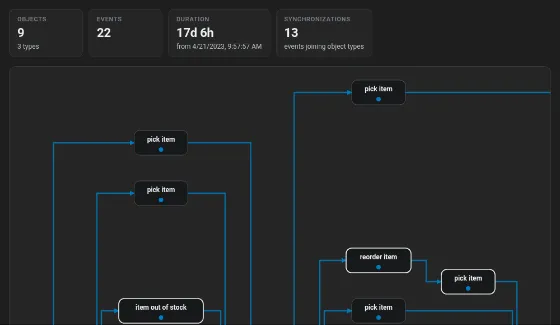 OBJECTS
9
3 types
EVENTS
22
DURATION
17d 6h
from 4/21/2023, 9:57:57 AM
SYNCHRONIZATIONS
13
events joining object types
pick item
pick item
pick item
reorder item
pick item
item out of stock
pick item